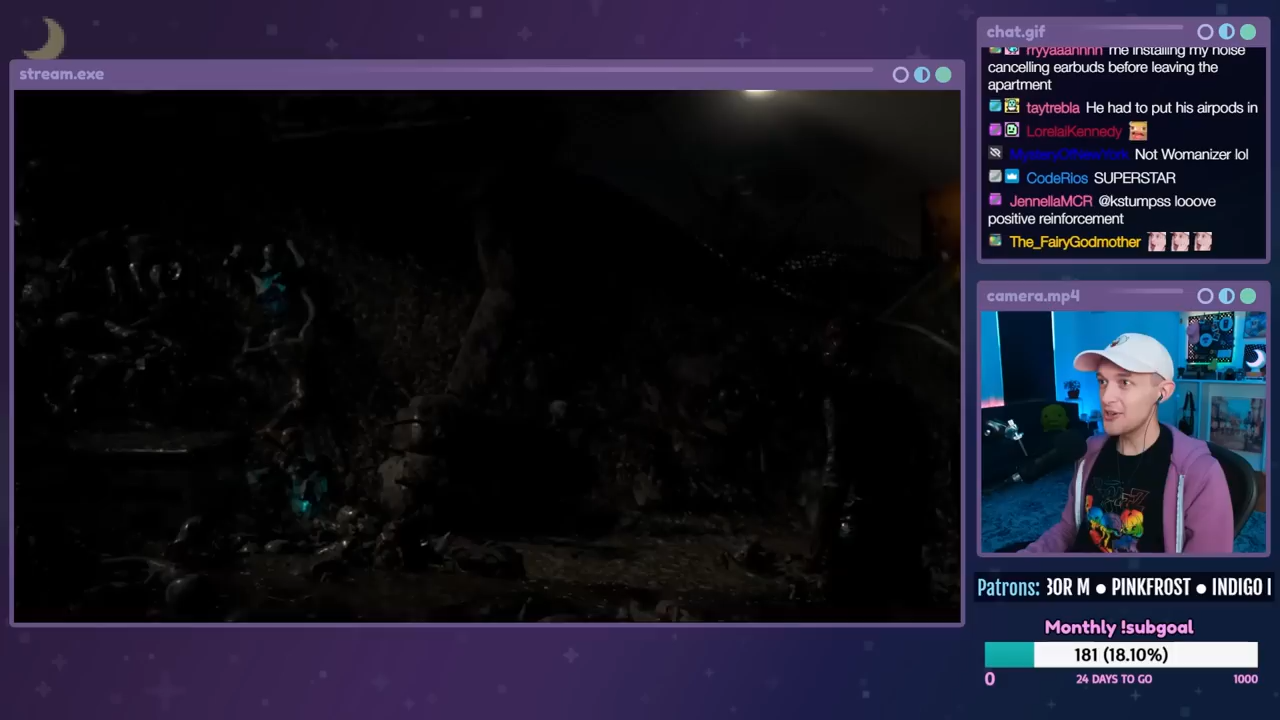 stream.exe
chat.gif
rryyaannnn me installing my noise
cancelling earbuds before leaving the
apartment
taytrebla He had to put his airpods in
LorelaiKennedy
Not Womanizer lol
CodeRios SUPERSTAR
JennellaMCR @kstumpss looove
positive reinforcement
The_FairyGodmother
camera.mp4
Patrons: BOR M • PINKFROST • INDIGO
Monthly !subgoal
181 (18.10%)
0 24 DAYS TO GO 1000